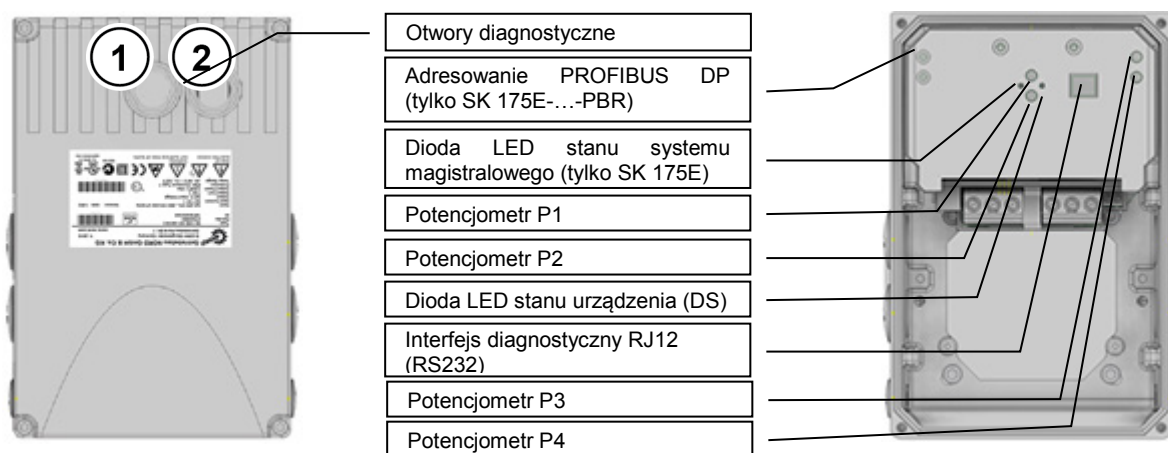 1 2
Otwory diagnostyczne
Adresowanie PROFIBUS DP
(tylko SK 175E-...-PBR)
Dioda LED stanu systemu
magistralowego (tylko SK 175E)
Potencjometr P1
Potencjometr P2
Dioda LED stanu urządzenia (DS)
Interfejs diagnostyczny RJ12
(RS232)
Potencjometr P3
Potencjometr P4